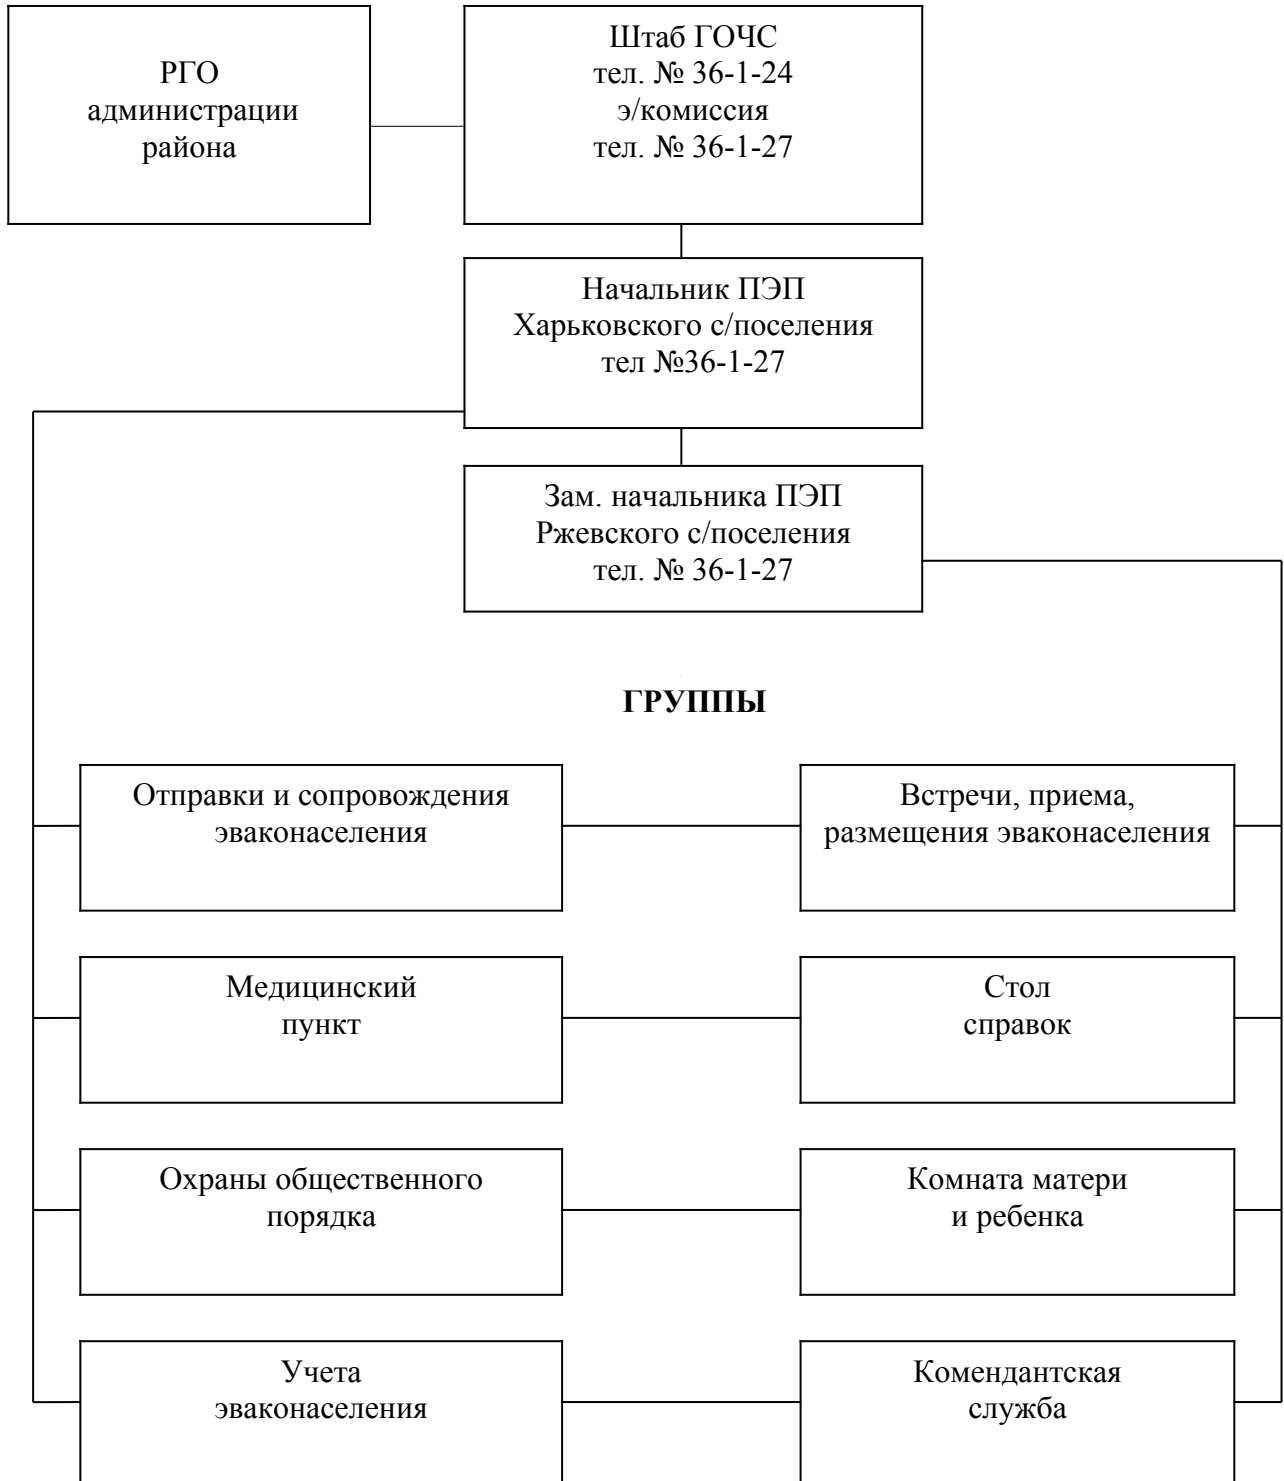 РГО
администрации
района
Штаб ГОЧС
тел. № 36-1-24
э/комиссия
тел. № 36-1-27
Начальник ПЭП
Харьковского с/поселения
тел №36-1-27
Зам. начальника ПЭП
Ржевского с/поселения
тел. № 36-1-27
ГРУППЫ
Отправки и сопровождения
эваконаселения
Встречи, приема,
размещения эваконаселения
Медицинский
пункт
Стол
справок
Охраны общественного
порядка
Комната матери
и ребенка
Учета
эваконаселения
Комендантская
служба